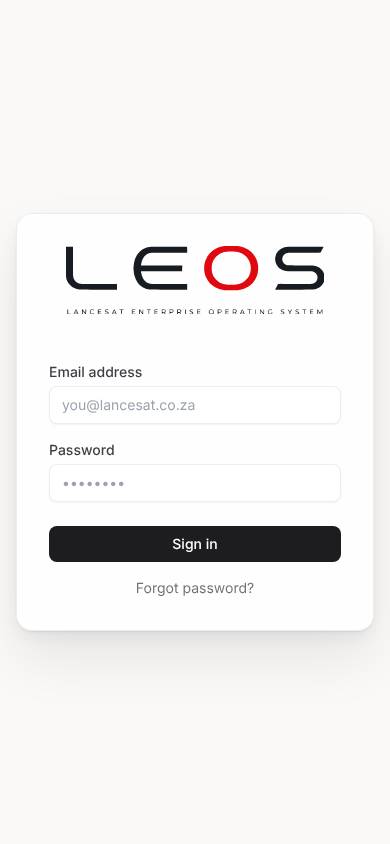 LEOS
LANCESAT ENTERPRISE OPERATING SYSTEM
Email address
you@lancesat.co.za
Password
••••••••
Sign in
Forgot password?